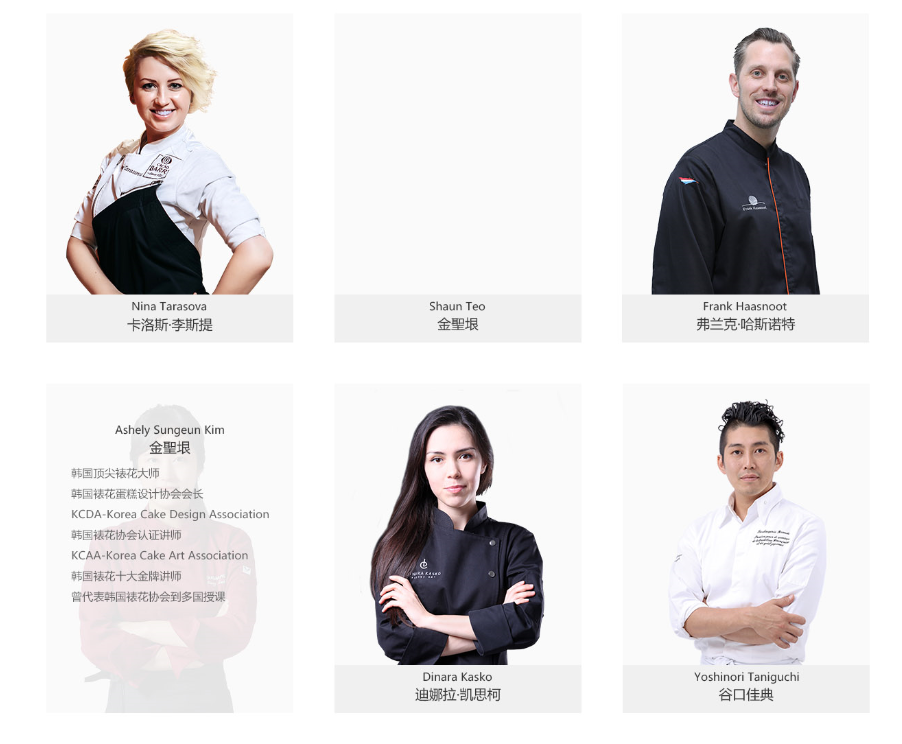 Nina Tarasova
卡洛斯·李斯提
Shaun Teo
金聖垠
Frank Haasnoot
弗兰克·哈斯诺特
Ashely Sungeun Kim
金聖垠
韩国顶尖裱花大师
韩国裱花蛋糕设计协会会长
KCDA-Korea Cake Design Association
韩国裱花协会认证讲师
KCAA-Korea Cake Art Association
韩国裱花十大金牌讲师
曾代表韩国裱花协会到多国授课
Dinara Kasko
迪娜拉·凯思柯
Yoshinori Taniguchi
谷口佳典